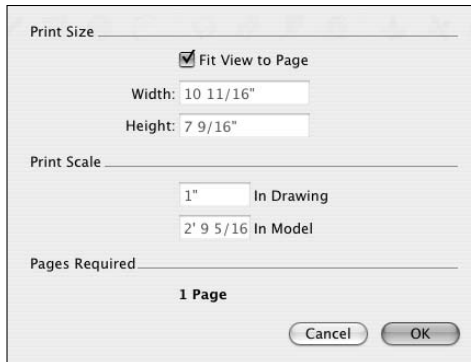 Print Size
Fit View to Page
Width: 10 11/16"
Height: 7 9/16"
Print Scale
1" In Drawing
2' 9 5/16 In Model
Pages Required
1 Page
Cancel OK